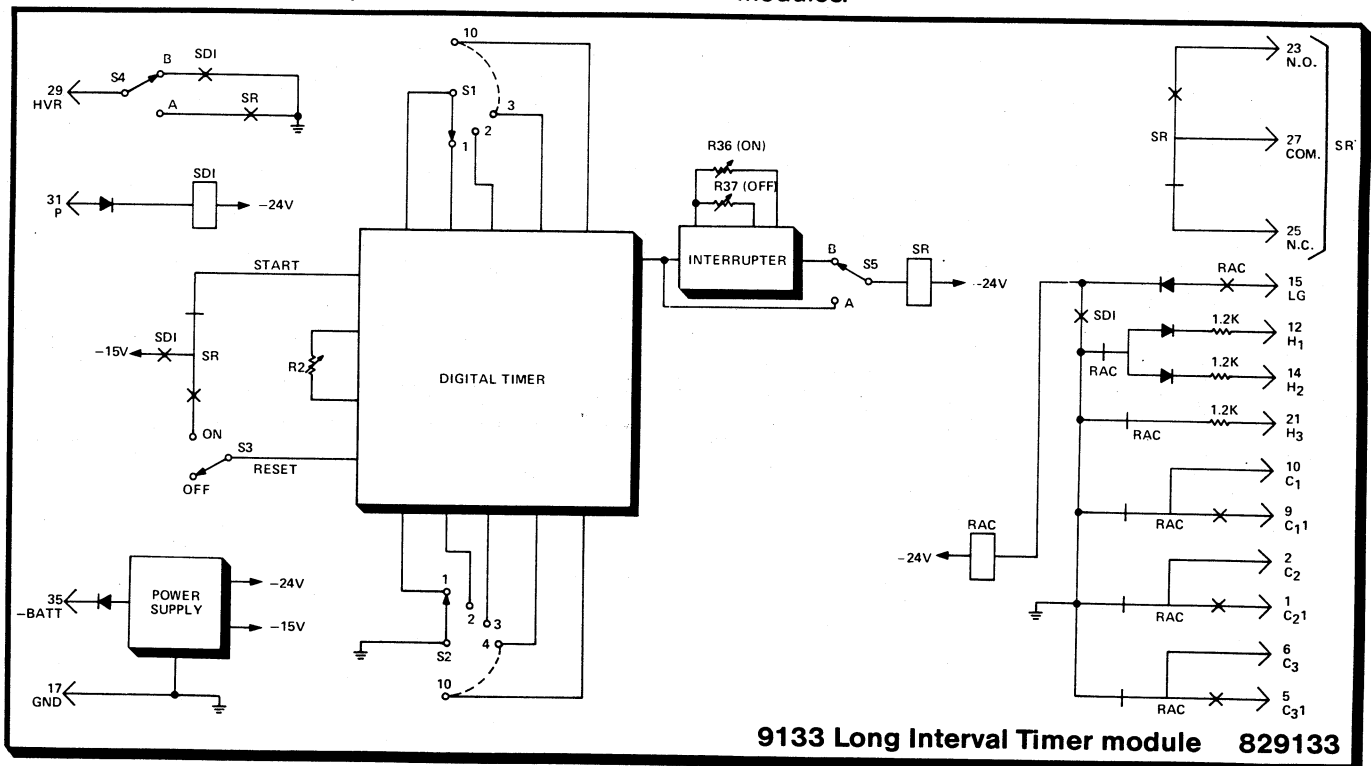 modules.
10
B
SDI
29
HVR
S4
A
SR
S1
3
2
1
R36 (ON)
R37 (OFF)
23
N.O.
SR
27
COM.
SR
25
N.C.
31
P
SDI
-24V
START
INTERRUPTER
B
S5
SR
-24V
A
RAC
15
LG
SDI
1.2K
12
H1
RAC
1.2K
14
H2
-15V
SDI
SR
R2
DIGITAL TIMER
1.2K
21
H3
RAC
ON
S3
RESET
OFF
10
C1
9
C11
RAC
RAC
-24V
2
C2
1
C21
RAC
35
-BATT
POWER
SUPPLY
-24V
-15V
1
2
3
4
S2
10
6
C3
5
C31
RAC
17
GND
9133 Long Interval Timer module 829133